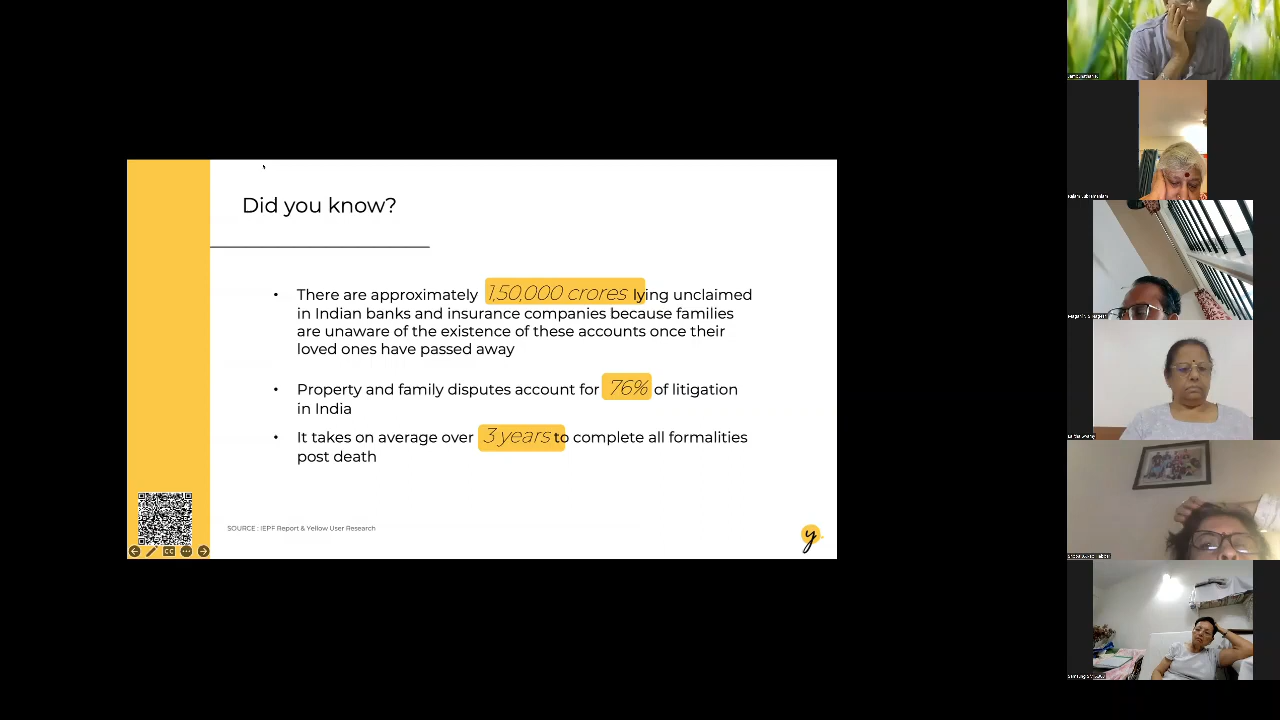 Did you know?
• There are approximately 1,50,000 crores lying unclaimed
in Indian banks and insurance companies because families
are unaware of the existence of these accounts once their
loved ones have passed away
• Property and family disputes account for 76% of litigation
in India
• It takes on average over 3 years to complete all formalities
post death
SOURCE : IEPF Report & Yellow User Research
y
CC